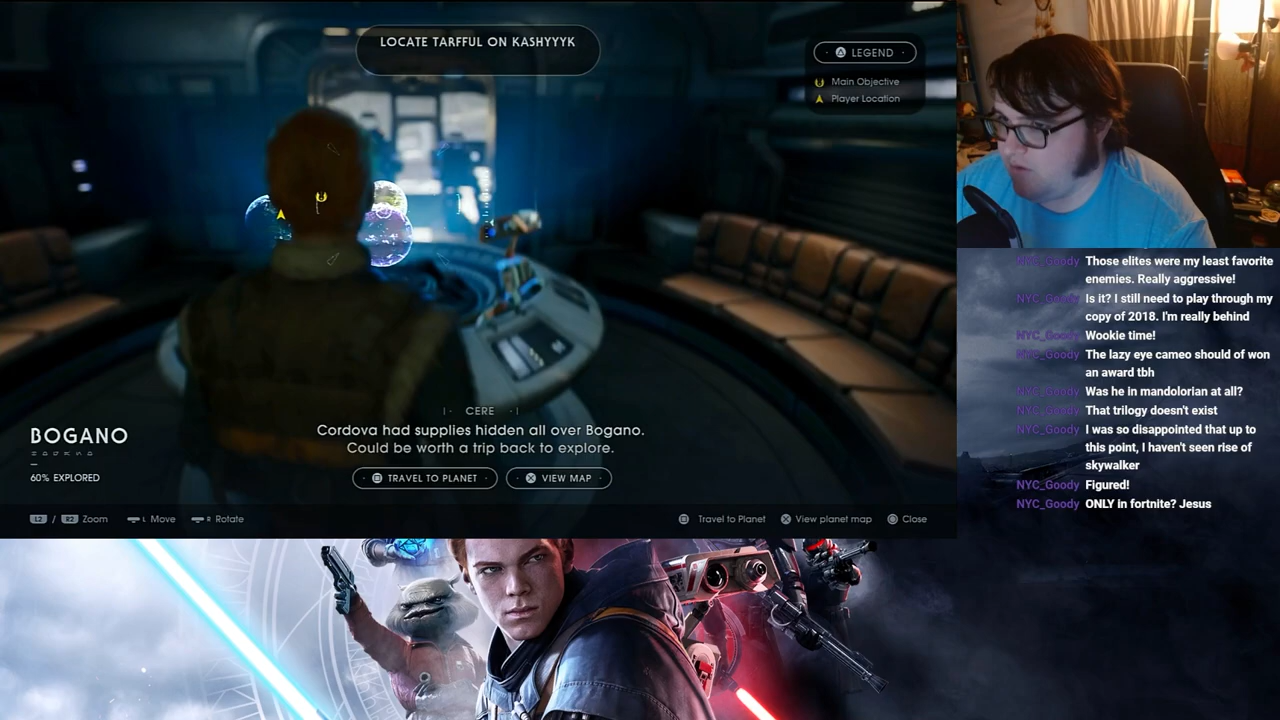 LOCATE TARFFUL ON KASHYYYK
LEGEND
Main Objective
Player Location
BOGANO
60% EXPLORED
CERE
Cordova had supplies hidden all over Bogano.
Could be worth a trip back to explore.
TRAVEL TO PLANET
VIEW MAP
L2 / R2 Zoom
L Move
R Rotate
Travel to Planet
View planet map
Close
NYC_Goody Those elites were my least favorite
enemies. Really aggressive!
NYC_Goody Is it? I still need to play through my
copy of 2018. I'm really behind
NYC_Goody Wookie time!
NYC_Goody The lazy eye cameo should of won
an award tbh
NYC_Goody Was he in mandolorian at all?
NYC_Goody That trilogy doesn't exist
NYC_Goody I was so disappointed that up to
this point, I haven't seen rise of
skywalker
NYC_Goody Figured!
NYC_Goody ONLY in fortnite? Jesus